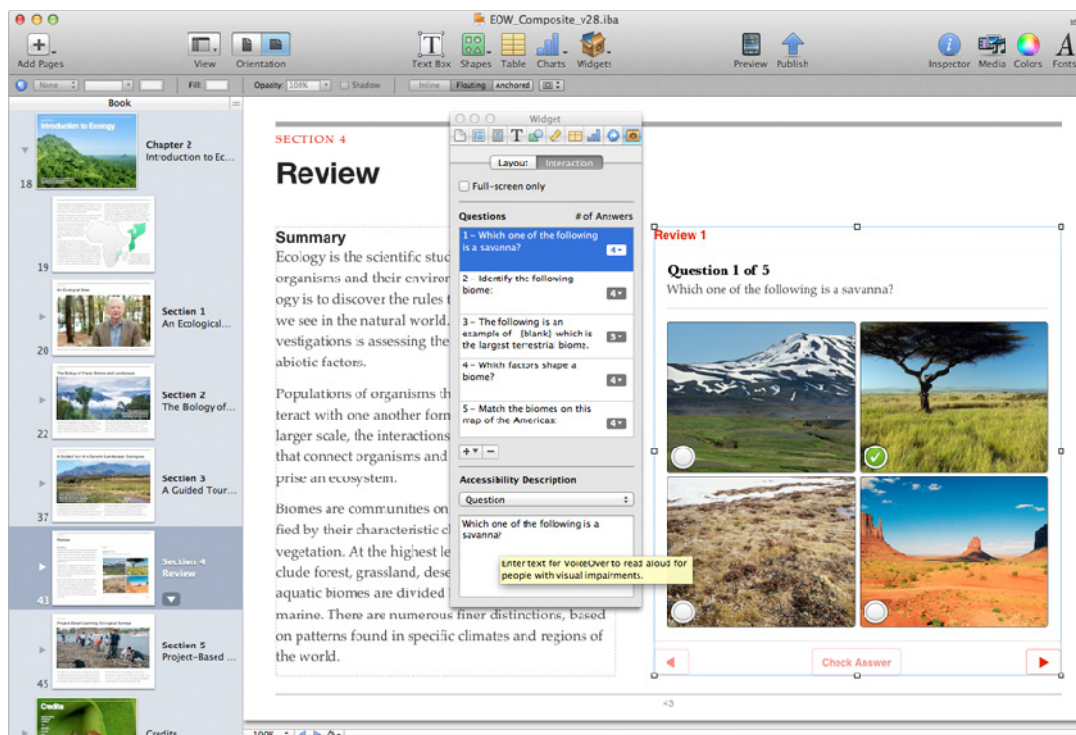 EOW_Composite_v28.iba
Add Pages
View
Orientation
Text Box
Shapes
Table
Charts
Widgets
Preview
Publish
Inspector
Media
Colors
Fonts
None
Fill:
Opacity:
Shadow
Inline
Floating
Anchored
Book
Introduction to Ecology
Chapter 2
Introduction to Ec...
18
19
Section 1
An Ecological...
20
Section 2
The Biology of...
22
Section 3
A Guided Tour...
37
Review
Section 4
Review
43
Section 5
Project-Based ...
45
Credits
Credits
100%
SECTION 4
Review
Summary
Ecology is the scientific stud
organisms and their environ
ogy is to discover the rules t
we see in the natural world.
vestigations is assessing the
abiotic factors.
Populations of organisms th
teract with one another form
larger scale, the interactions
that connect organisms and
prise an ecosystem.
Biomes are communities on
fied by their characteristic cl
vegetation. At the highest le
clude forest, grassland, dese
aquatic biomes are divided
marine. There are numerous finer distinctions, based
on patterns found in specific climates and regions of
the world.
Widget
Layout
Interaction
Full-screen only
Questions
# of Answers
1 - Which one of the following
is a savanna?
4
2 - Identify the following
biome:
4
3 - The following is an
example of [blank] which is
the largest terrestrial biome.
4 - Which factors shape a
biome?
4
5 - Match the biomes on this
map of the Americas:
4
Accessibility Description
Question
Which one of the following is a
savanna?
Enter text for VoiceOver to read aloud for
people with visual impairments.
Review 1
Question 1 of 5
Which one of the following is a savanna?
Check Answer
43